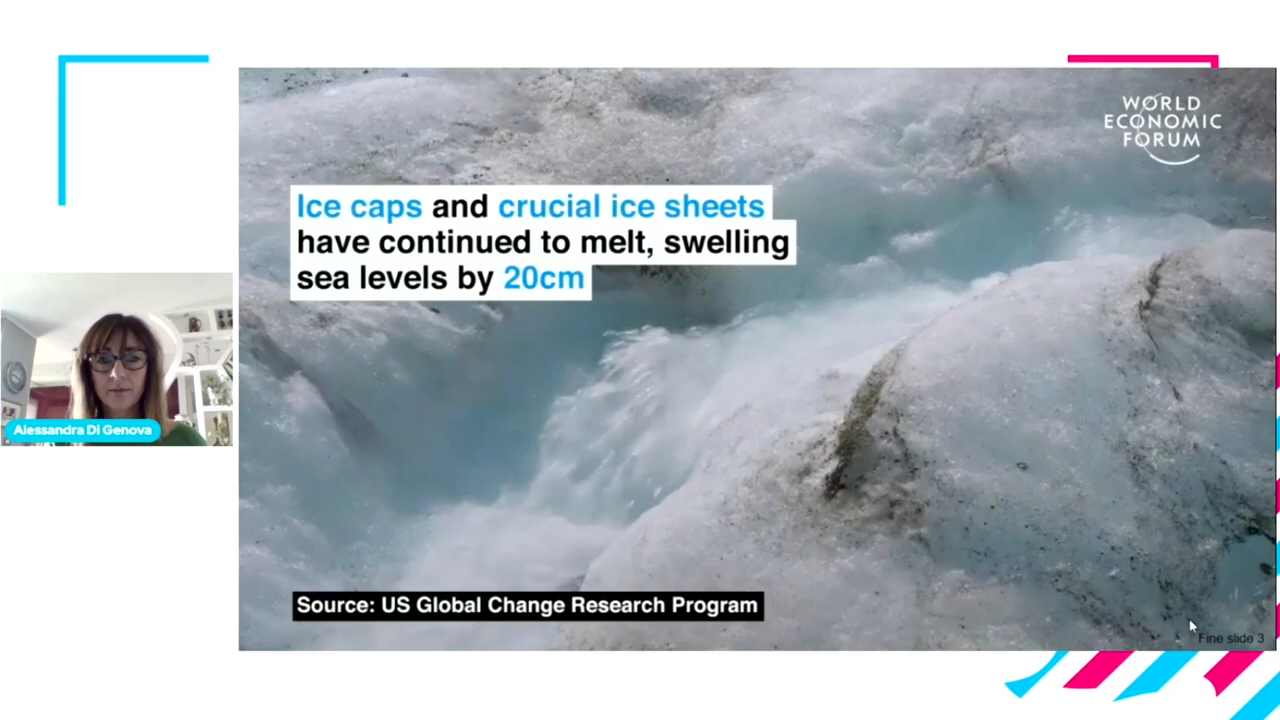 WORLD
ECONOMIC
FORUM
Ice caps and crucial ice sheets
have continued to melt, swelling
sea levels by 20cm
Alessandra Di Genova
Source: US Global Change Research Program
Fine slide 3